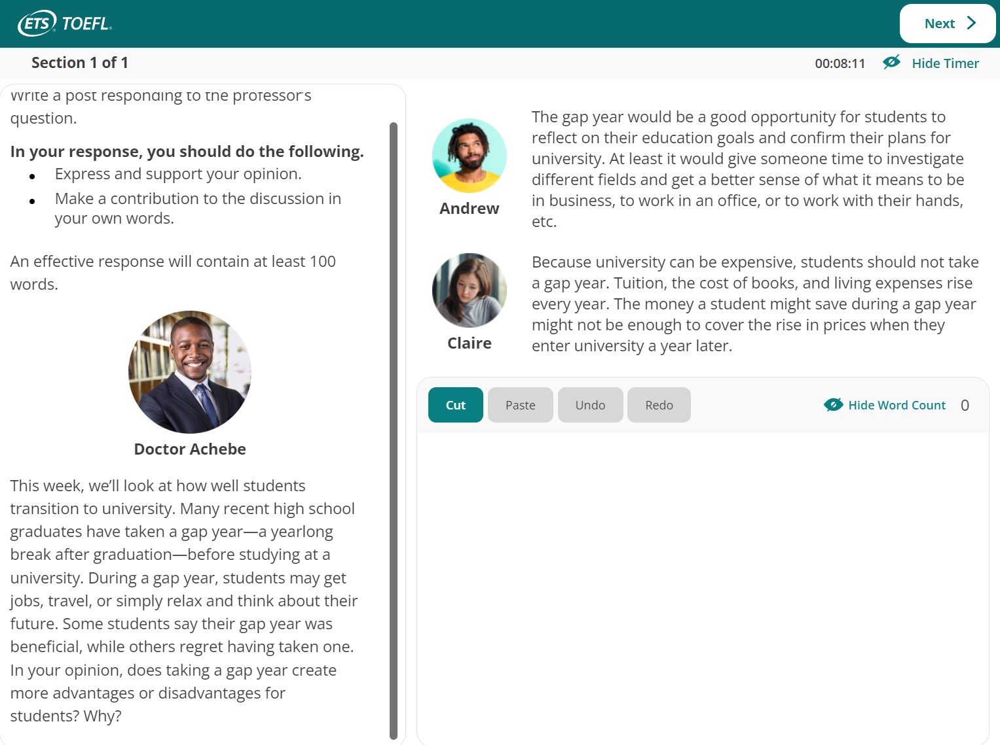 ETS TOEFL
Next
Section 1 of 1
00:08:11
Hide Timer
Write a post responding to the professor's
question.
In your response, you should do the following.
• Express and support your opinion.
• Make a contribution to the discussion in
your own words.
An effective response will contain at least 100
words.
Doctor Achebe
This week, we’ll look at how well students
transition to university. Many recent high school
graduates have taken a gap year—a yearlong
break after graduation—before studying at a
university. During a gap year, students may get
jobs, travel, or simply relax and think about their
future. Some students say their gap year was
beneficial, while others regret having taken one.
In your opinion, does taking a gap year create
more advantages or disadvantages for
students? Why?
Andrew
The gap year would be a good opportunity for students to
reflect on their education goals and confirm their plans for
university. At least it would give someone time to investigate
different fields and get a better sense of what it means to be
in business, to work in an office, or to work with their hands,
etc.
Claire
Because university can be expensive, students should not take
a gap year. Tuition, the cost of books, and living expenses rise
every year. The money a student might save during a gap year
might not be enough to cover the rise in prices when they
enter university a year later.
Cut
Paste
Undo
Redo
Hide Word Count
0